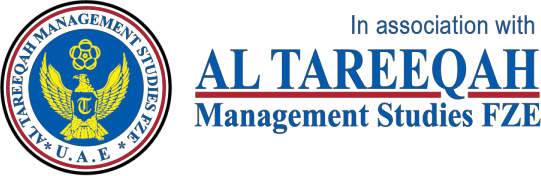 AL TAREEQAH MANAGEMENT STUDIES FZE
* U.A.E *
T
In association with
AL TAREEQAH
Management Studies FZE